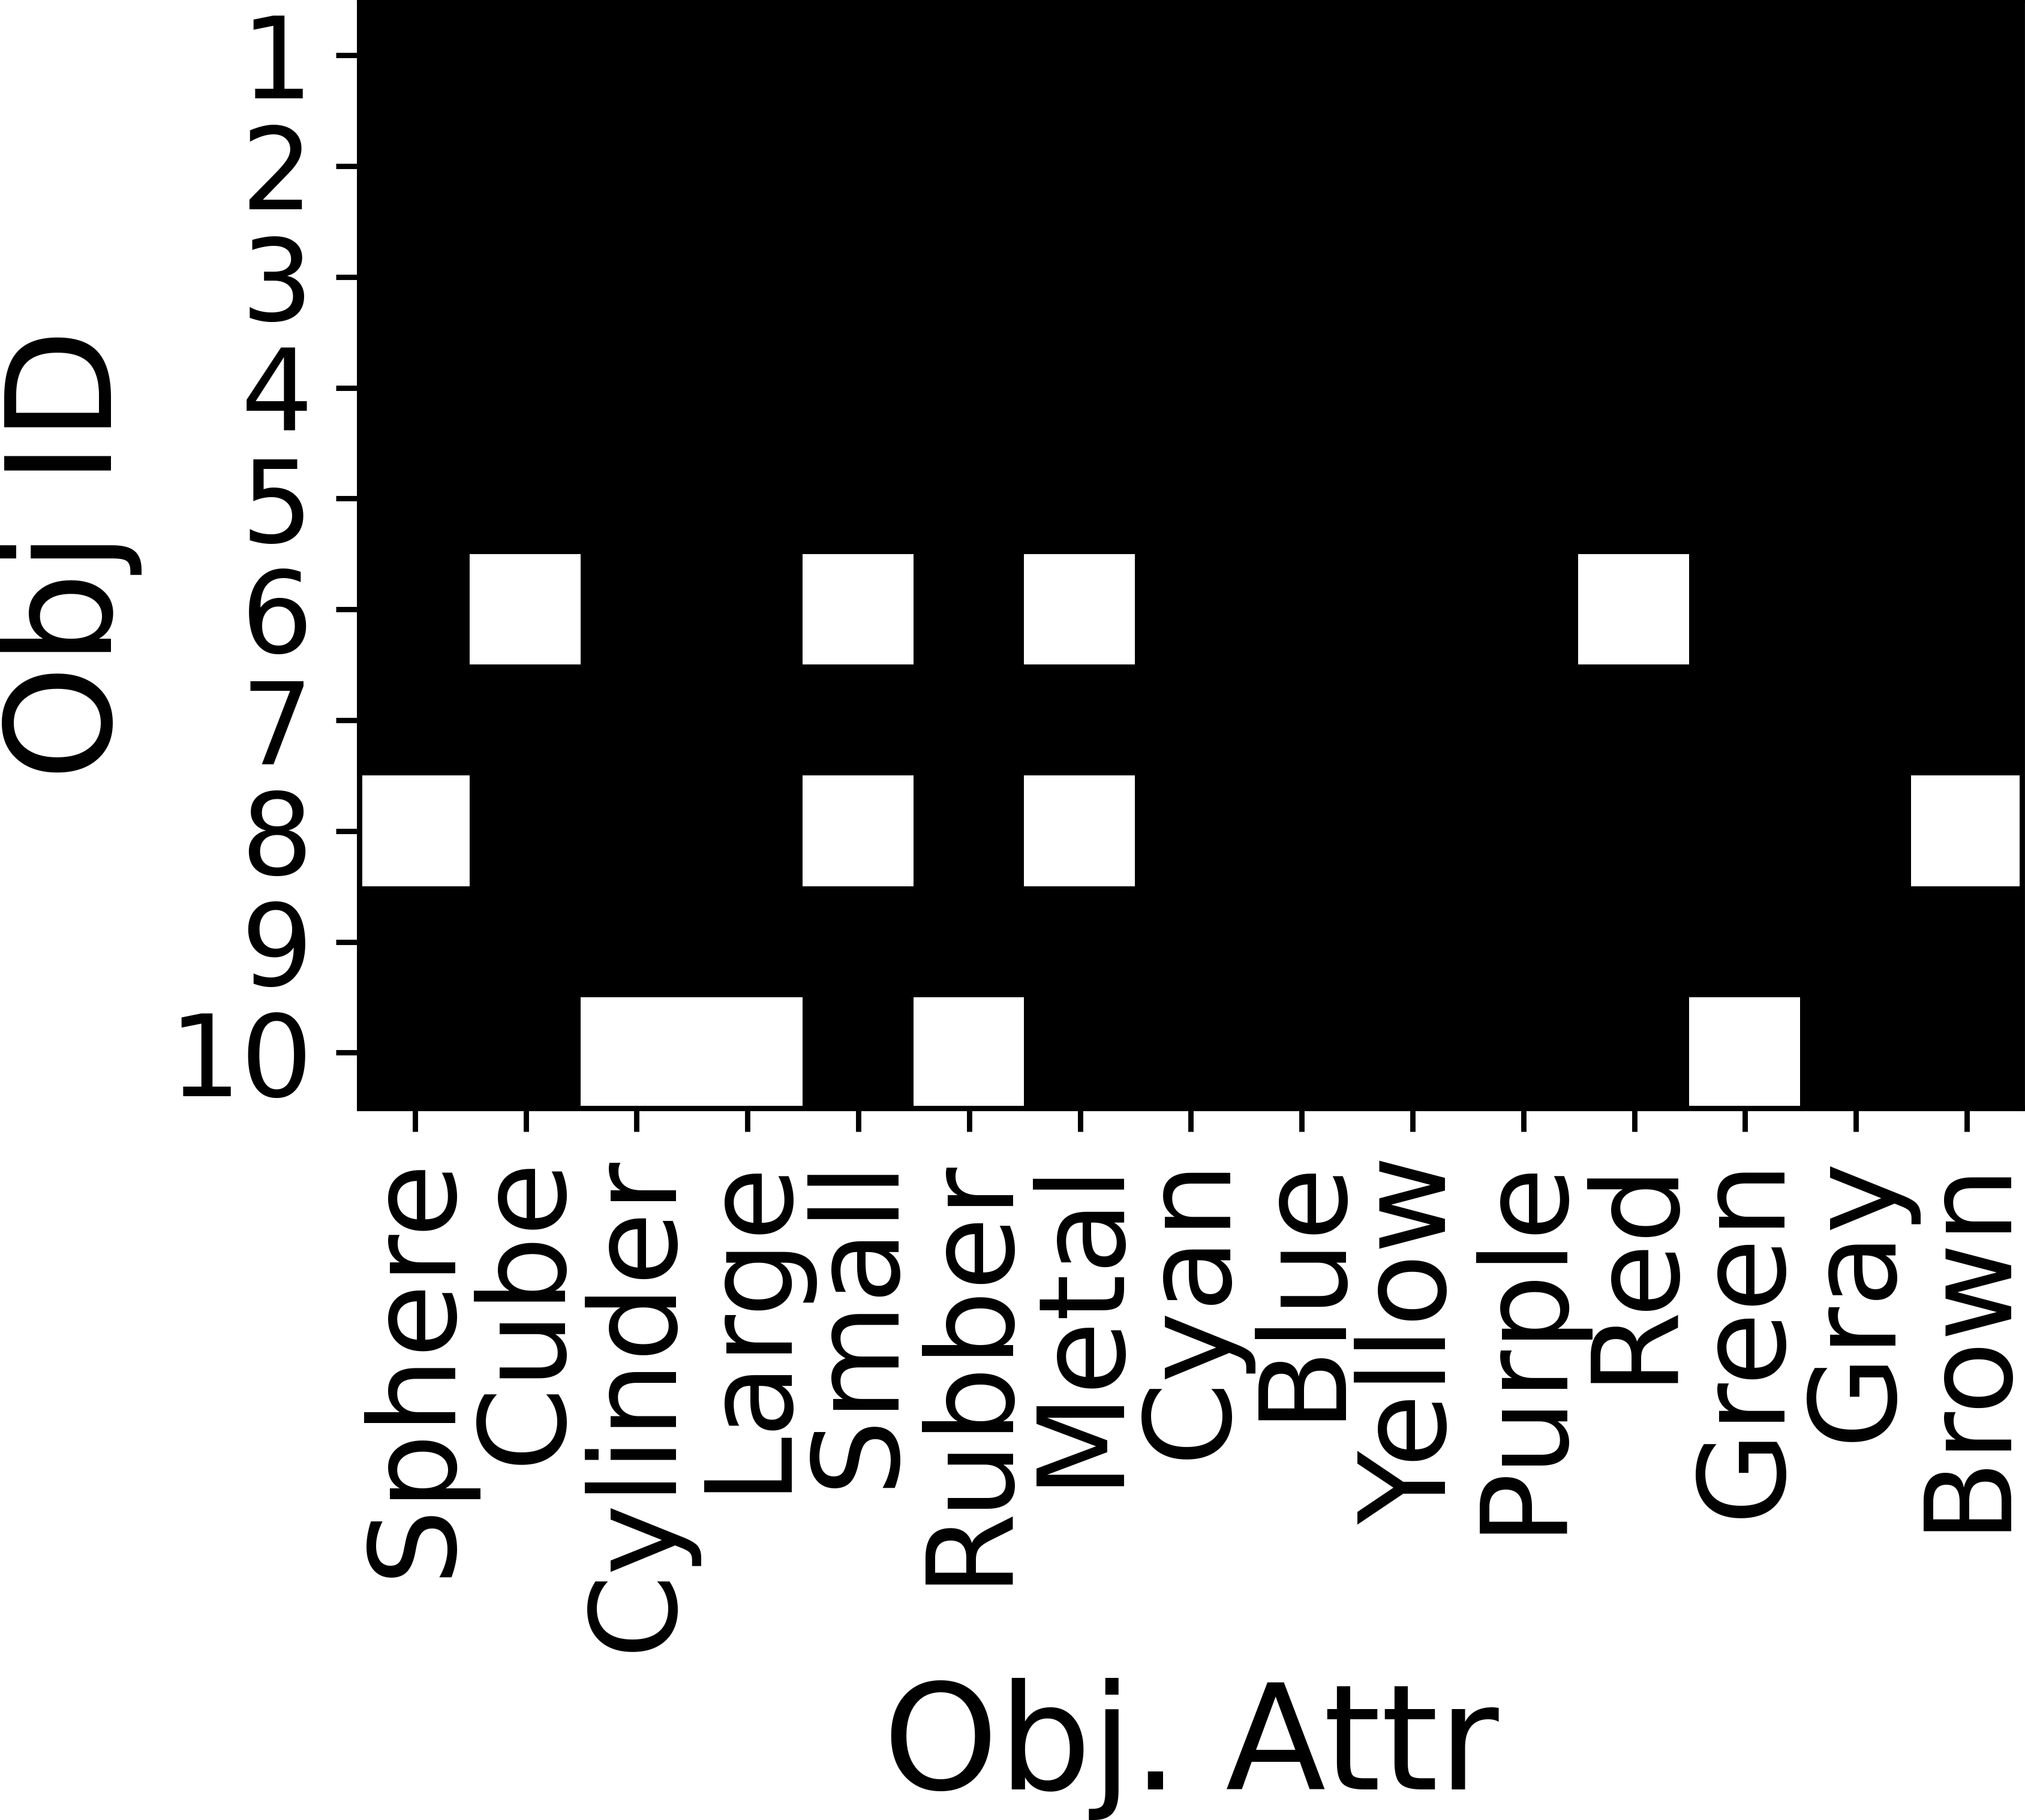 Obj ID
1
2
3
4
5
6
7
8
9
10
Sphere
Cube
Cylinder
Large
Small
Rubber
Metal
Cyan
Blue
Yellow
Purple
Red
Green
Gray
Brown
Obj. Attr